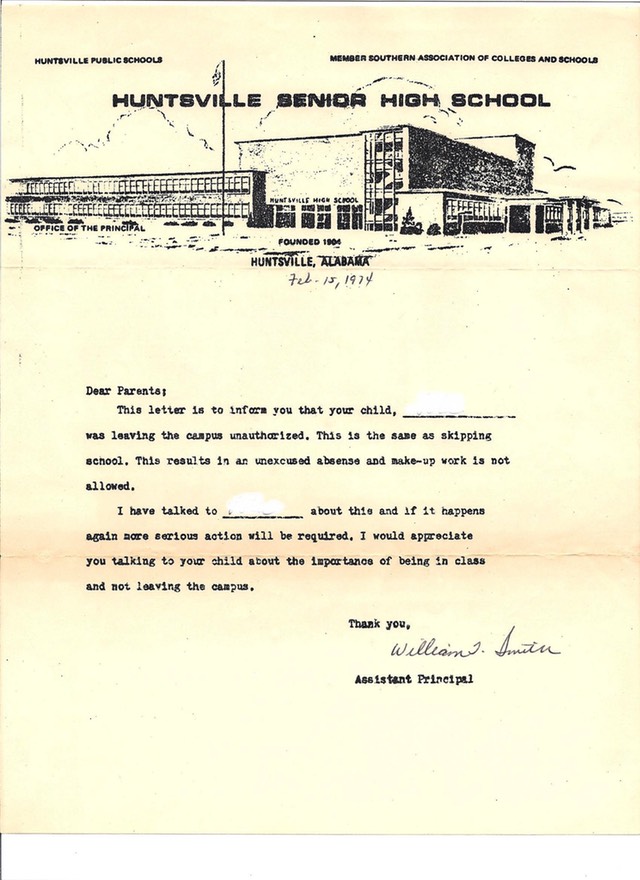 HUNTSVILLE PUBLIC SCHOOLS
MEMBER SOUTHERN ASSOCIATION OF COLLEGES AND SCHOOLS
HUNTSVILLE SENIOR HIGH SCHOOL
HUNTSVILLE HIGH SCHOOL
OFFICE OF THE PRINCIPAL
FOUNDED 1904
HUNTSVILLE, ALABAMA
Feb. 15, 1974
Dear Parents;
This letter is to inform you that your child,
was leaving the campus unauthorized. This is the same as skipping
school. This results in an unexcused absense and make-up work is not
allowed.
I have talked to about this and if it happens
again more serious action will be required. I would appreciate
you talking to your child about the importance of being in class
and not leaving the campus.
Thank you,
William T. Smith
Assistant Principal